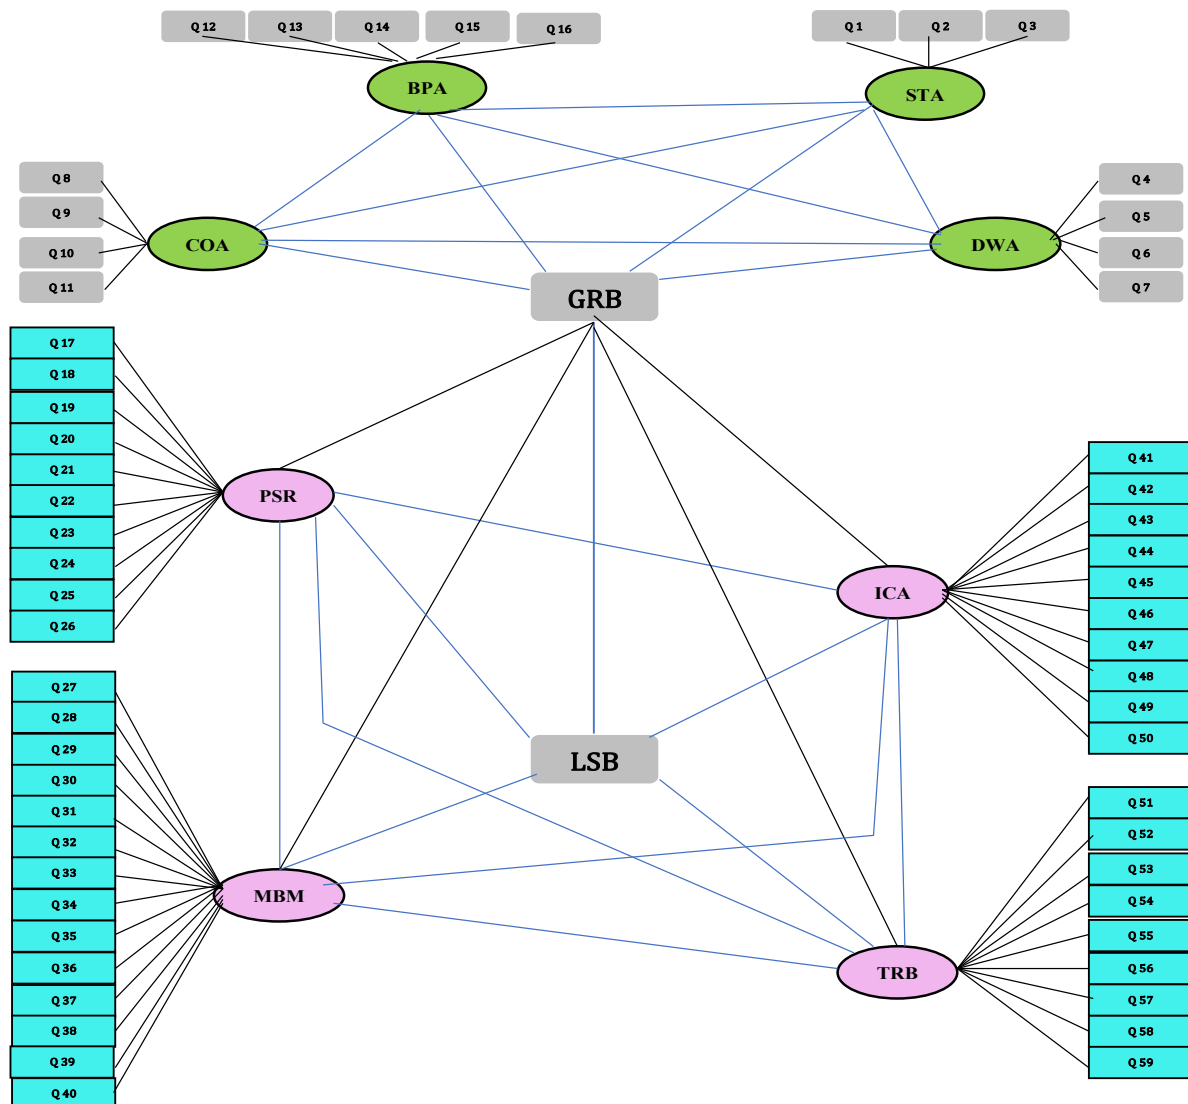 Q 12
Q 13
Q 14
Q 15
Q 16
Q 1
Q 2
Q 3
BPA
STA
Q 8
Q 9
Q 10
Q 11
COA
DWA
Q 4
Q 5
Q 6
Q 7
GRB
Q 17
Q 18
Q 19
Q 20
Q 21
Q 22
Q 23
Q 24
Q 25
Q 26
PSR
ICA
Q 41
Q 42
Q 43
Q 44
Q 45
Q 46
Q 47
Q 48
Q 49
Q 50
LSB
Q 27
Q 28
Q 29
Q 30
Q 31
Q 32
Q 33
Q 34
Q 35
Q 36
Q 37
Q 38
Q 39
Q 40
MBM
TRB
Q 51
Q 52
Q 53
Q 54
Q 55
Q 56
Q 57
Q 58
Q 59